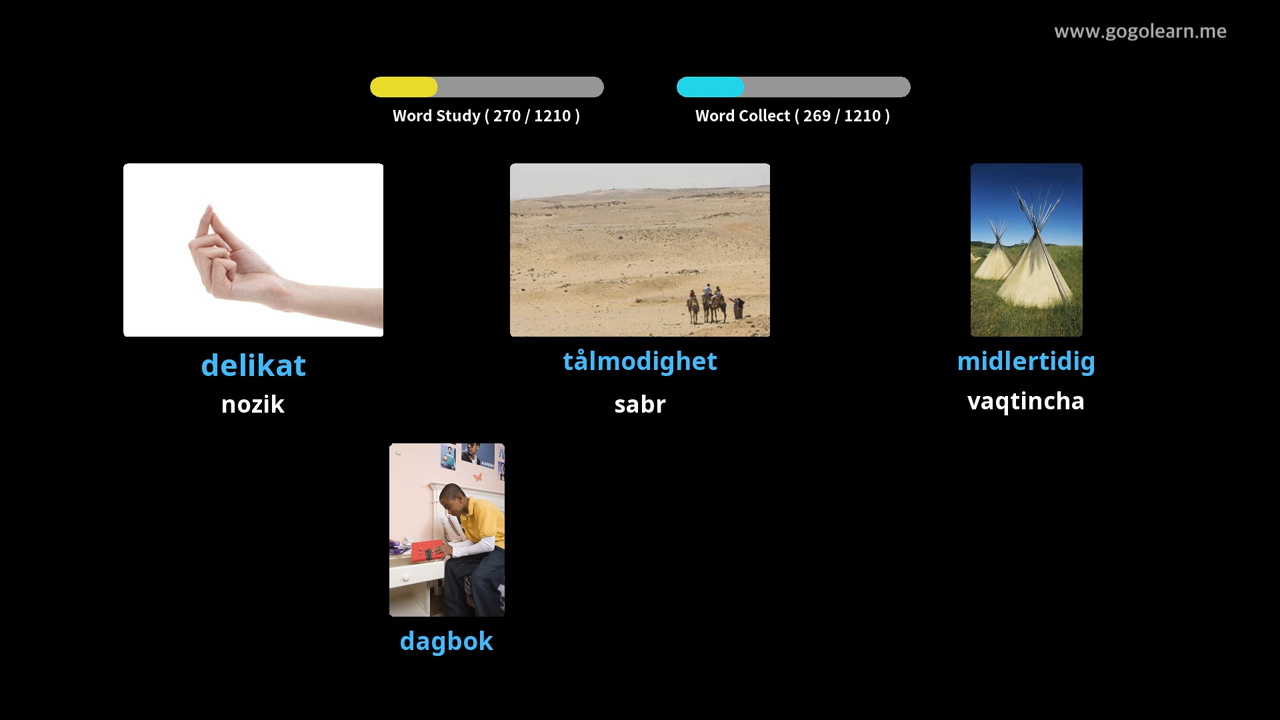 www.gogolearn.me
Word Study ( 270 / 1210 )
Word Collect ( 269 / 1210 )
delikat
tålmodighet
midlertidig
nozik
sabr
vaqtincha
dagbok